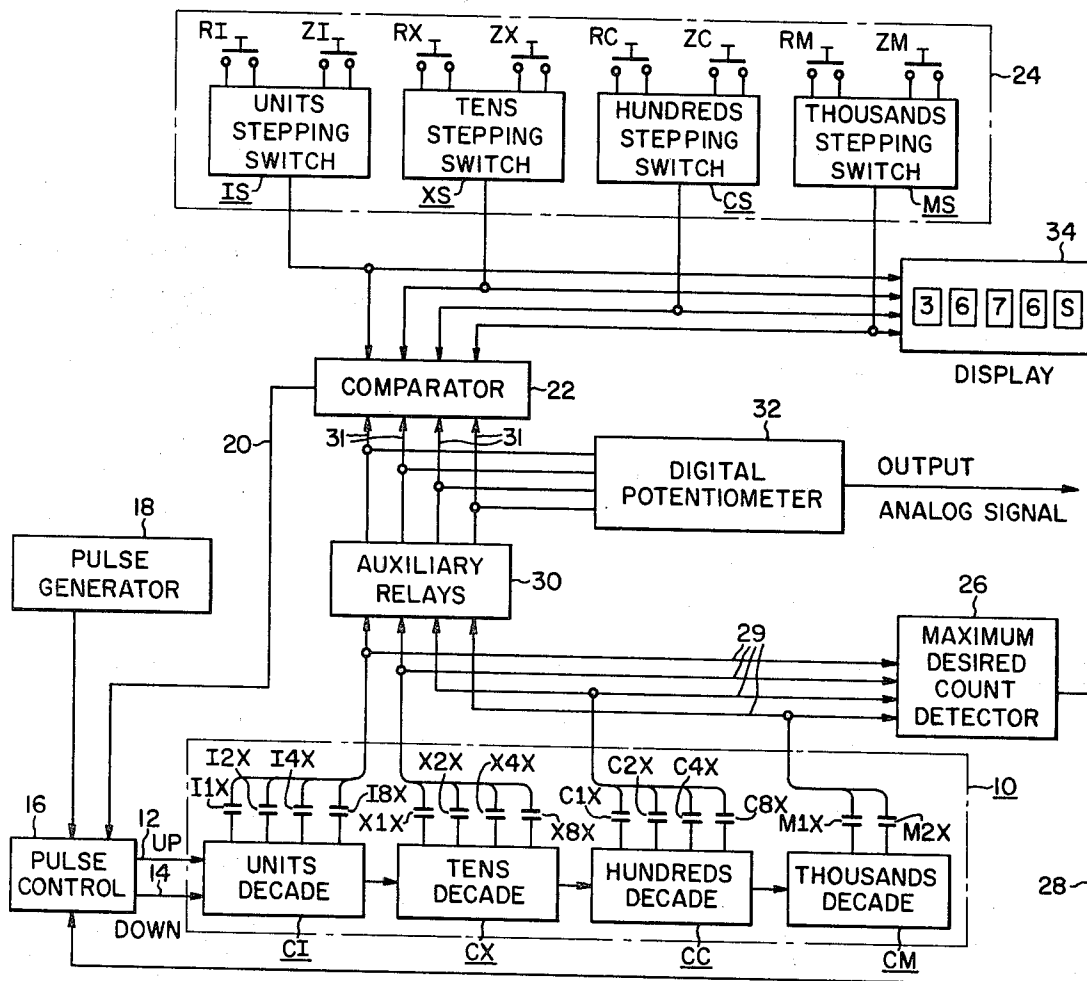 RI ZI RX ZX RC ZC RM ZM
24
UNITS STEPPING SWITCH
TENS STEPPING SWITCH
HUNDREDS STEPPING SWITCH
THOUSANDS STEPPING SWITCH
IS XS CS MS
34
3 6 7 6 S
DISPLAY
COMPARATOR
22
20
31 31 31
32
DIGITAL POTENTIOMETER
OUTPUT
ANALOG SIGNAL
18
PULSE GENERATOR
AUXILIARY RELAYS
30
26
MAXIMUM DESIRED COUNT DETECTOR
29
29
I1X I2X I4X I8X
X1X X2X X4X X8X
C1X C2X C4X C8X
M1X M2X
10
16
PULSE CONTROL
12 UP
14
DOWN
UNITS DECADE
TENS DECADE
HUNDREDS DECADE
THOUSANDS DECADE
28
CI CX CC CM